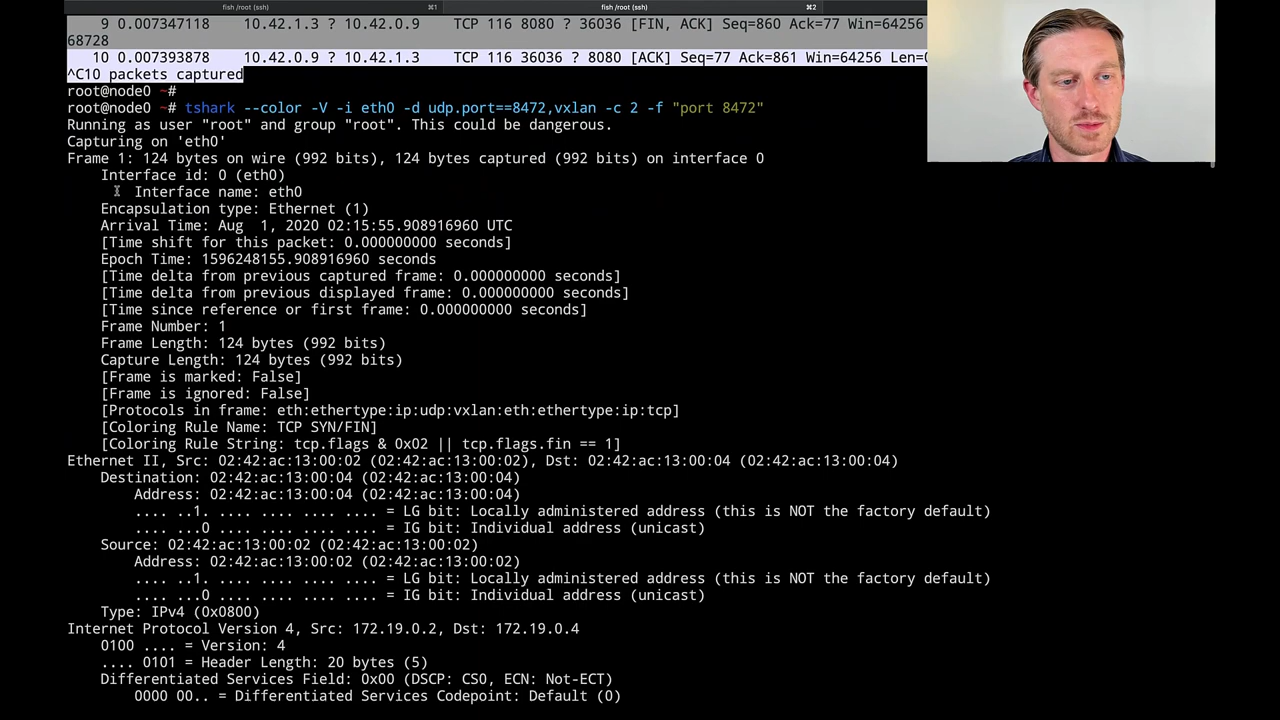 fish /root (ssh) ⌘1 fish /root (ssh) ⌘2
9 0.007347118 10.42.1.3 ? 10.42.0.9 TCP 116 8080 ? 36036 [FIN, ACK] Seq=860 Ack=77 Win=64256
68728
10 0.007393878 10.42.0.9 ? 10.42.1.3 TCP 116 36036 ? 8080 [ACK] Seq=77 Ack=861 Win=64256
^C10 packets captured
root@node0 ~#
root@node0 ~# tshark --color -V -i eth0 -d udp.port==8472,vxlan -c 2 -f "port 8472"
Running as user "root" and group "root". This could be dangerous.
Capturing on 'eth0'
Frame 1: 124 bytes on wire (992 bits), 124 bytes captured (992 bits) on interface 0
Interface id: 0 (eth0)
Interface name: eth0
Encapsulation type: Ethernet (1)
Arrival Time: Aug  1, 2020 02:15:55.908916960 UTC
[Time shift for this packet: 0.000000000 seconds]
Epoch Time: 1596248155.908916960 seconds
[Time delta from previous captured frame: 0.000000000 seconds]
[Time delta from previous displayed frame: 0.000000000 seconds]
[Time since reference or first frame: 0.000000000 seconds]
Frame Number: 1
Frame Length: 124 bytes (992 bits)
Capture Length: 124 bytes (992 bits)
[Frame is marked: False]
[Frame is ignored: False]
[Protocols in frame: eth:ethertype:ip:udp:vxlan:eth:ethertype:ip:tcp]
[Coloring Rule Name: TCP SYN/FIN]
[Coloring Rule String: tcp.flags & 0x02 || tcp.flags.fin == 1]
Ethernet II, Src: 02:42:ac:13:00:02 (02:42:ac:13:00:02), Dst: 02:42:ac:13:00:04 (02:42:ac:13:00:04)
Destination: 02:42:ac:13:00:04 (02:42:ac:13:00:04)
Address: 02:42:ac:13:00:04 (02:42:ac:13:00:04)
.... ..1. .... .... .... .... = LG bit: Locally administered address (this is NOT the factory default)
.... ...0 .... .... .... .... = IG bit: Individual address (unicast)
Source: 02:42:ac:13:00:02 (02:42:ac:13:00:02)
Address: 02:42:ac:13:00:02 (02:42:ac:13:00:02)
.... ..1. .... .... .... .... = LG bit: Locally administered address (this is NOT the factory default)
.... ...0 .... .... .... .... = IG bit: Individual address (unicast)
Type: IPv4 (0x0800)
Internet Protocol Version 4, Src: 172.19.0.2, Dst: 172.19.0.4
0100 .... = Version: 4
.... 0101 = Header Length: 20 bytes (5)
Differentiated Services Field: 0x00 (DSCP: CS0, ECN: Not-ECT)
0000 00.. = Differentiated Services Codepoint: Default (0)